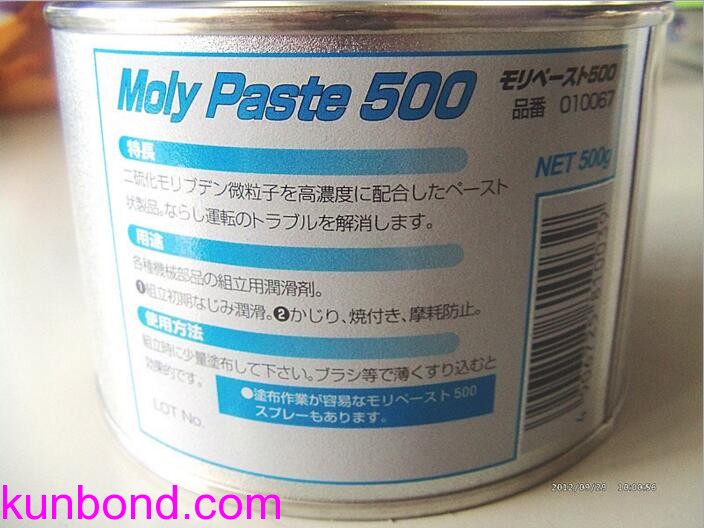 Moly Paste 500
モリペースト500
品番 010067
NET 500g
特長
二硫化モリブデン微粒子を高濃度に配合したペースト
状製品。ならし運転のトラブルを解消します。
用途
各種機械部品の組立用潤滑剤。
❶組立初期なじみ潤滑。❷かじり、焼付き、摩耗防止。
使用方法
組立時に少量塗布して下さい。ブラシ等で薄くすり込むと
効果的です。
●塗布作業が容易なモリペースト500
スプレーもあります。
LOT No.
2012/09/28
kunbond.com